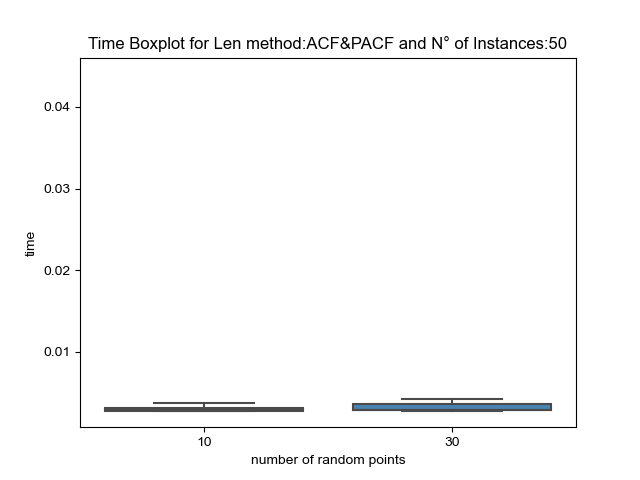 Time Boxplot for Len method:ACF&PACF and N° of Instances:50
0.04
0.03
0.02
0.01
time
10 30
number of random points